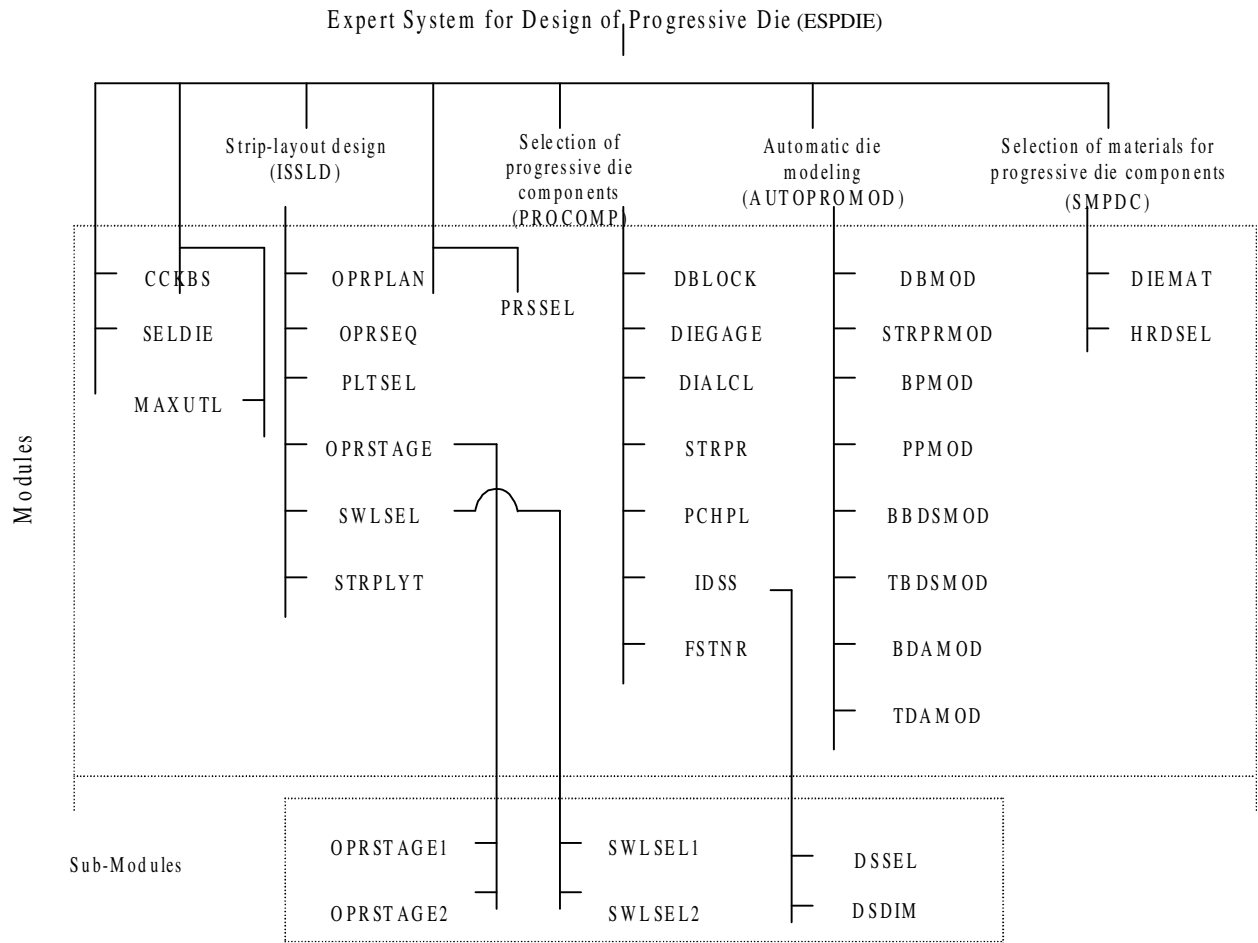 Expert System for Design of Progressive Die (ESPDIE)
Strip-layout design
(ISSLD)
Selection of
progressive die
components
(PROCOMP)
Automatic die
modeling
(AUTOPROMOD)
Selection of materials for
progressive die components
(SMPDC)
Modules
CCKBS
SELDIE
MAXUTL
OPRPLAN
OPRSEQ
PLTSEL
OPRSTAGE
SWLSEL
STRPLYT
PRSSEL
DBLOCK
DIEGAGE
DIALCL
STRPR
PCHPL
IDSS
FSTNR
DBMOD
STRPRMOD
BPMOD
PPMOD
BBDSMOD
TBDSMOD
BDAMOD
TDAMOD
DIEMAT
HRDSEL
Sub-Modules
OPRSTAGE1
OPRSTAGE2
SWLSEL1
SWLSEL2
DSSEL
DSDIM